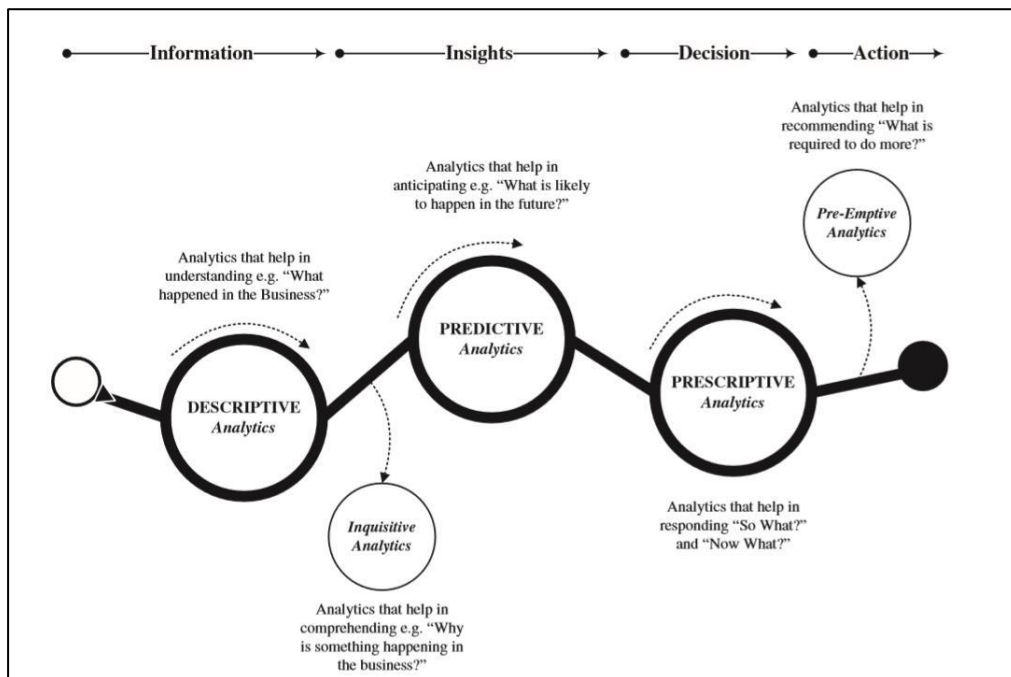 Information
Insights
Decision
Action
Analytics that help in
recommending “What is
required to do more?”
Pre-Emptive
Analytics
Analytics that help in
anticipating e.g. “What is likely
to happen in the future?”
Analytics that help in
understanding e.g. “What
happened in the Business?”
PREDICTIVE
Analytics
PRESCRIPTIVE
Analytics
DESCRIPTIVE
Analytics
Inquisitive
Analytics
Analytics that help in
responding “So What?”
and “Now What?”
Analytics that help in
comprehending e.g. “Why
is something happening in
the business?”